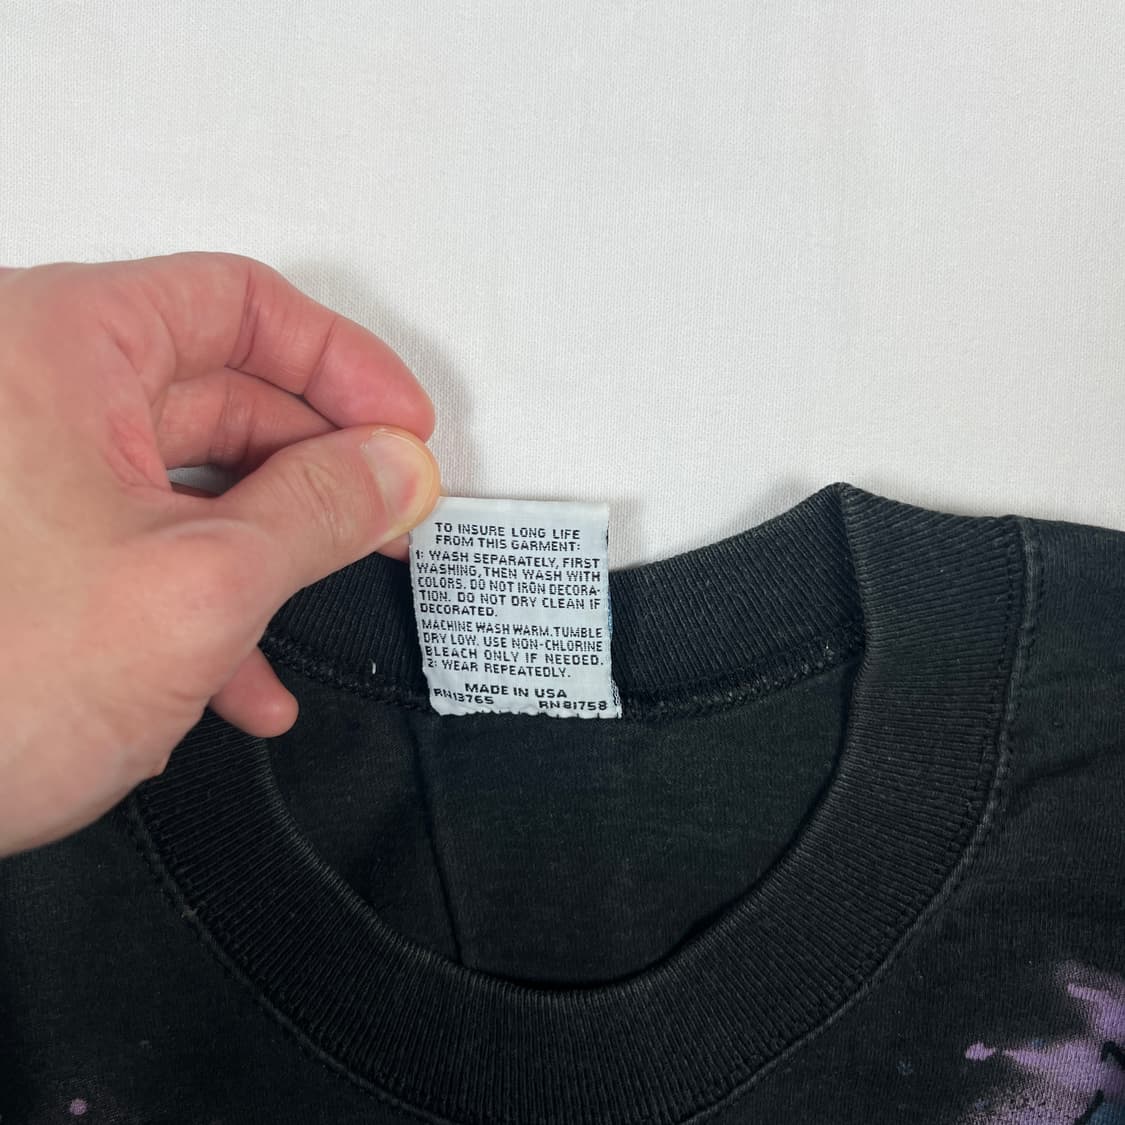 TO INSURE LONG LIFE
FROM THIS GARMENT:
1: WASH SEPARATELY, FIRST
WASHING, THEN WASH WITH
COLORS. DO NOT IRON DECORA-
TION. DO NOT DRY CLEAN IF
DECORATED.
MACHINE WASH WARM. TUMBLE
DRY LOW. USE NON-CHLORINE
BLEACH ONLY IF NEEDED.
2: WEAR REPEATEDLY.
MADE IN USA
RN13765 RN81758